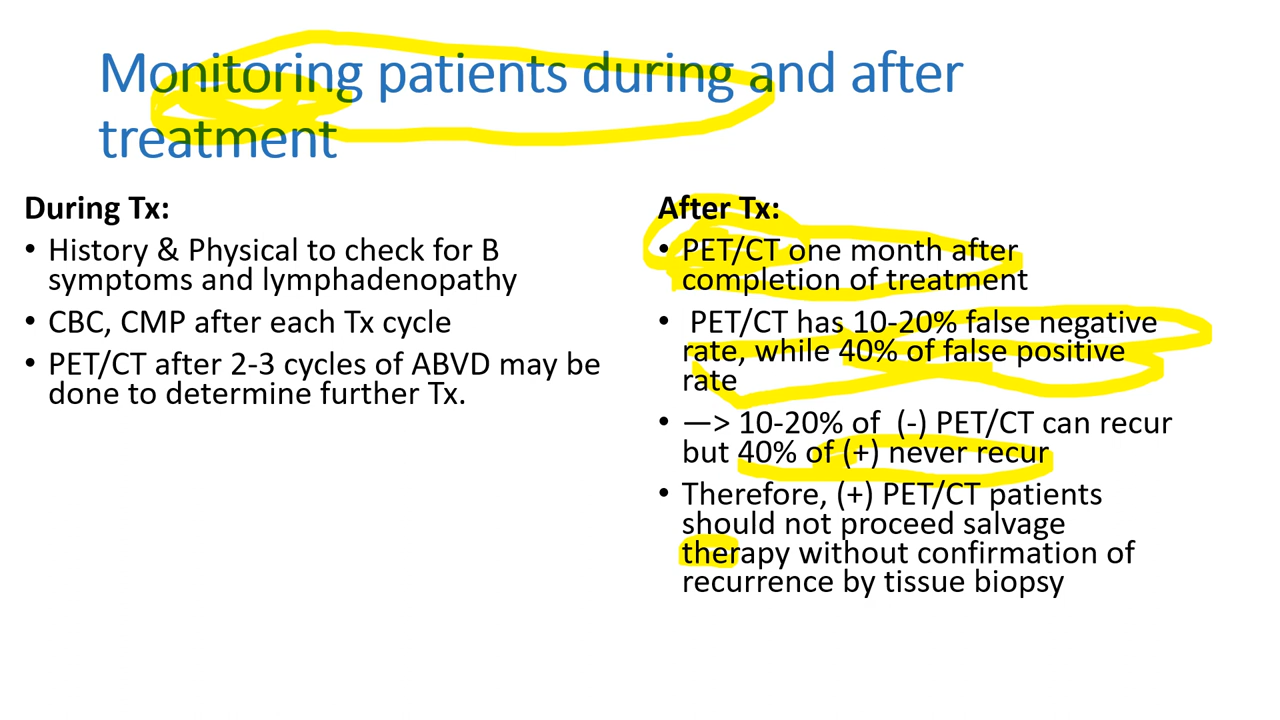 Monitoring patients during and after
treatment
During Tx:
• History & Physical to check for B
symptoms and lymphadenopathy
• CBC, CMP after each Tx cycle
• PET/CT after 2-3 cycles of ABVD may be
done to determine further Tx.
After Tx:
• PET/CT one month after
completion of treatment
• PET/CT has 10-20% false negative
rate, while 40% of false positive
rate
• —> 10-20% of (-) PET/CT can recur
but 40% of (+) never recur
• Therefore, (+) PET/CT patients
should not proceed salvage
therapy without confirmation of
recurrence by tissue biopsy